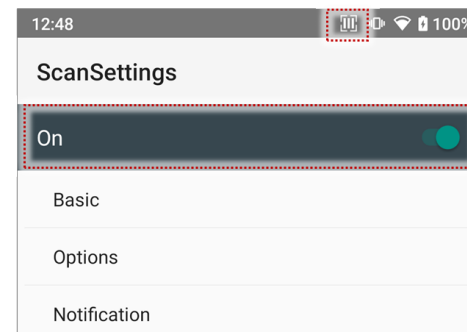 12:48
100%
ScanSettings
On
Basic
Options
Notification